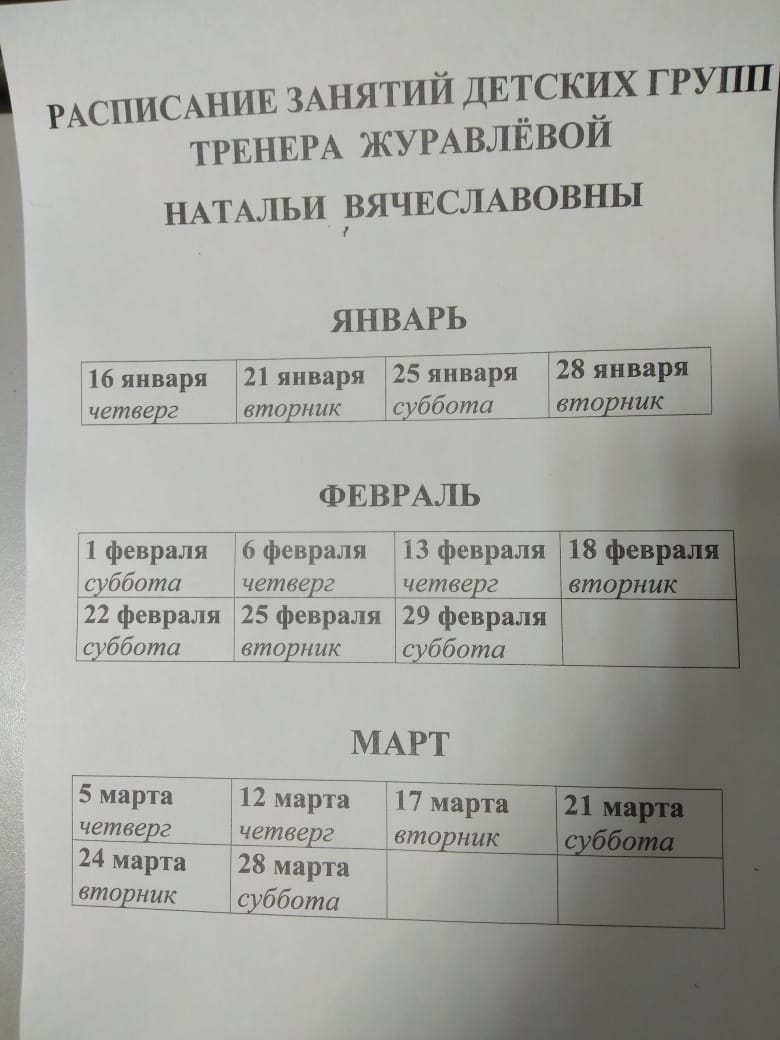 РАСПИСАНИЕ ЗАНЯТИЙ ДЕТСКИХ ГРУПП
ТРЕНЕРА ЖУРАВЛЁВОЙ
НАТАЛЬИ ВЯЧЕСЛАВОВНЫ
ЯНВАРЬ
16 января 21 января 25 января 28 января
четверг вторник суббота вторник
ФЕВРАЛЬ
1 февраля 6 февраля 13 февраля 18 февраля
суббота четверг четверг вторник
22 февраля 25 февраля 29 февраля
суббота вторник суббота
МАРТ
5 марта 12 марта 17 марта 21 марта
четверг четверг вторник суббота
24 марта 28 марта
вторник суббота